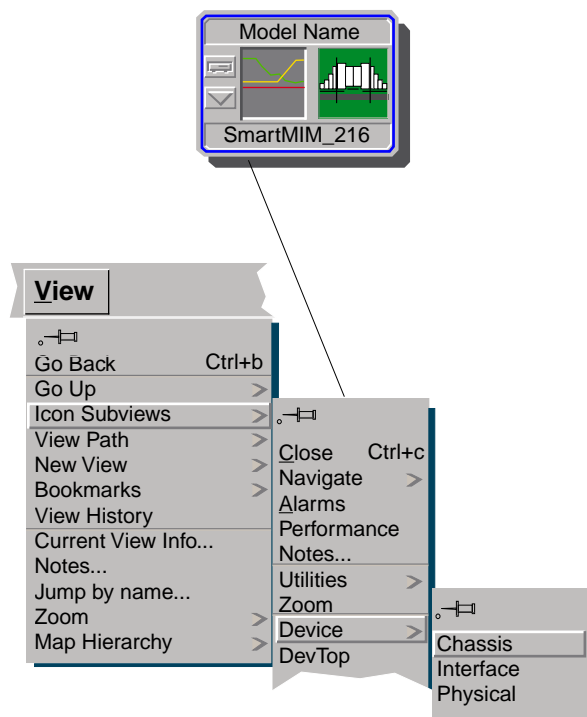 Model Name
SmartMIM_216
View
Go Back Ctrl+b
Go Up
Icon Subviews
View Path
New View
Bookmarks
View History
Current View Info...
Notes...
Jump by name...
Zoom
Map Hierarchy
Close Ctrl+c
Navigate
Alarms
Performance
Notes...
Utilities
Zoom
Device
DevTop
Chassis
Interface
Physical